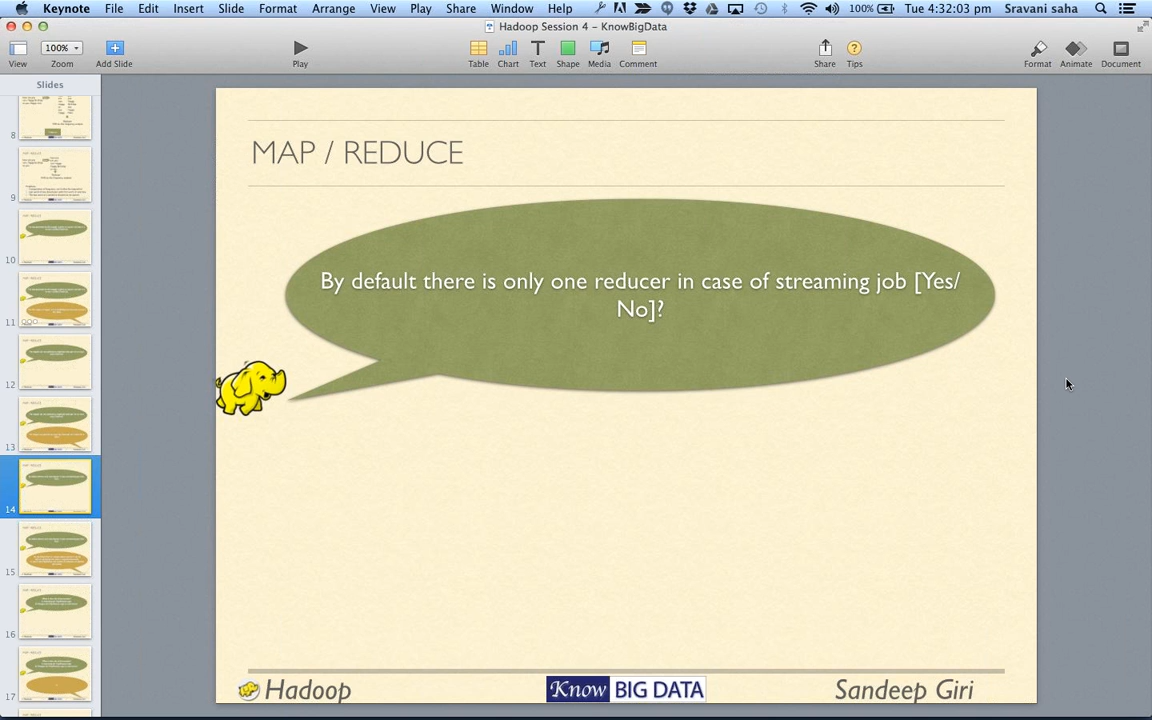 Keynote File Edit Insert Slide Format Arrange View Play Share Window Help 100% Tue 4:32:03 pm Sravani saha
Hadoop Session 4 – KnowBigData
100%
View Zoom Add Slide Play Table Chart Text Shape Media Comment Share Tips Format Animate Document
Slides
8
9
10
11
12
13
14
15
16
17
MAP / REDUCE
By default there is only one reducer in case of streaming job [Yes/
No]?
Hadoop Know BIG DATA Sandeep Giri